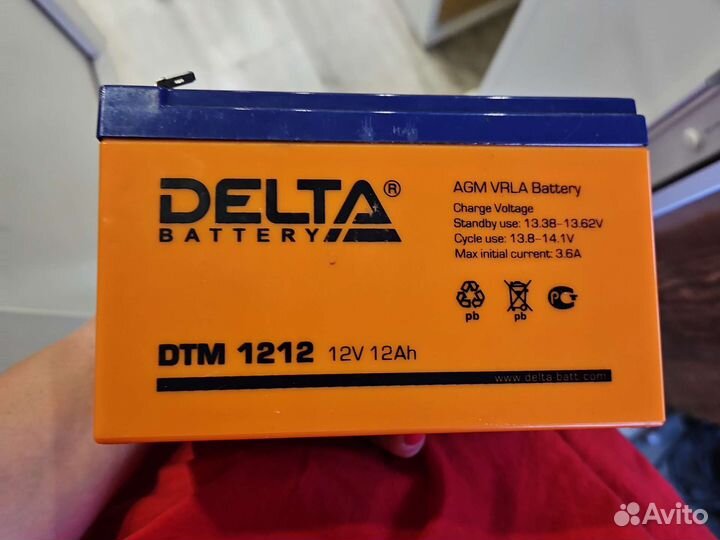 DELTA®
BATTERY
AGM VRLA Battery
Charge Voltage
Standby use: 13.38-13.62V
Cycle use: 13.8-14.1V
Max initial current: 3.6A
pb
pb
РС
DTM 1212 12V 12Ah
www.delta-batt.com
Avito